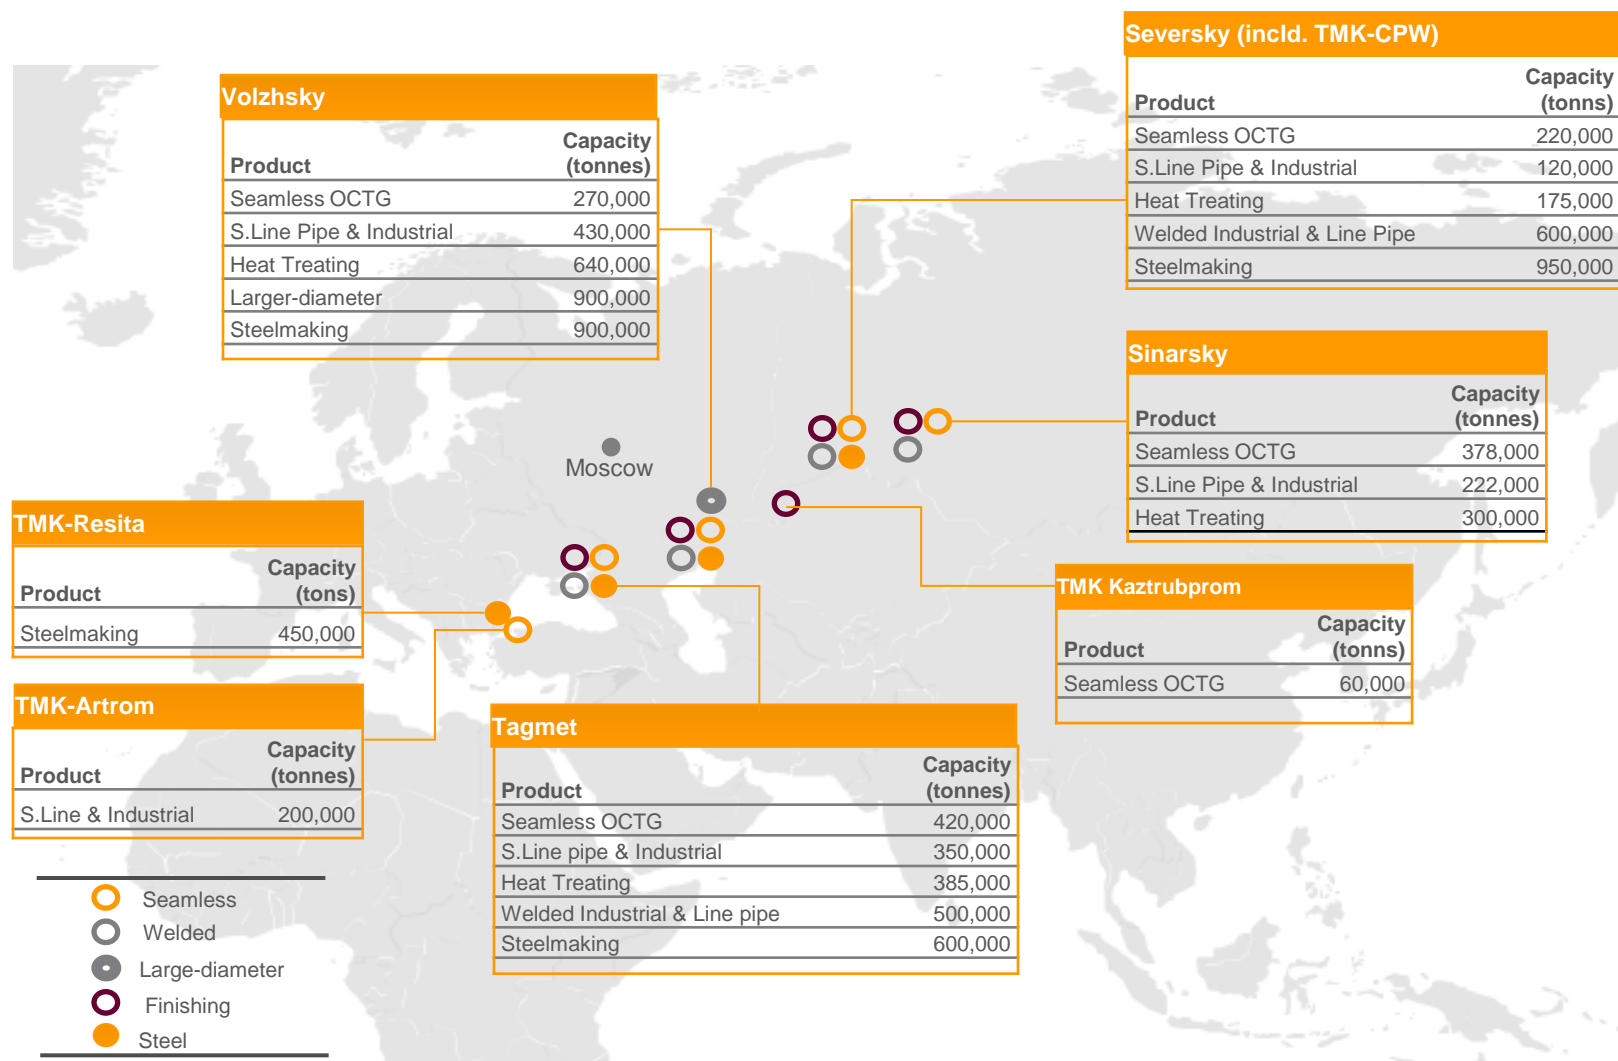 Severs​ky (incld. TMK-CPW)
Capacity
Product (tonns)
Seamless OCTG 220,000
S.Line Pipe & Industrial 120,000
Heat Treating 175,000
Welded Industrial & Line Pipe 600,000
Steelmaking 950,000
Volzhsky
Capacity
Product (tonnes)
Seamless OCTG 270,000
S.Line Pipe & Industrial 430,000
Heat Treating 640,000
Larger-diameter 900,000
Steelmaking 900,000
Sinarsky
Capacity
Product (tonnes)
Seamless OCTG 378,000
S.Line Pipe & Industrial 222,000
Heat Treating 300,000
Moscow
TMK-Resita
Capacity
Product (tons)
Steelmaking 450,000
TMK Kaztrubprom
Capacity
Product (tonns)
Seamless OCTG 60,000
TMK-Artrom
Capacity
Product (tonnes)
S.Line & Industrial 200,000
Tagmet
Capacity
Product (tonnes)
Seamless OCTG 420,000
S.Line pipe & Industrial 350,000
Heat Treating 385,000
Welded Industrial & Line pipe 500,000
Steelmaking 600,000
Seamless
Welded
Large-diameter
Finishing
Steel